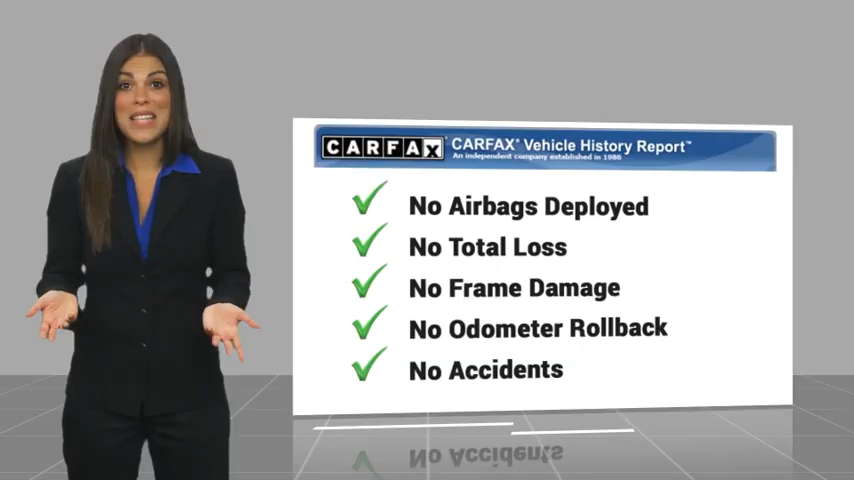 CARFAX CARFAX® Vehicle History Report™
An independent company established in 1986
No Airbags Deployed
No Total Loss
No Frame Damage
No Odometer Rollback
No Accidents
No Accidents